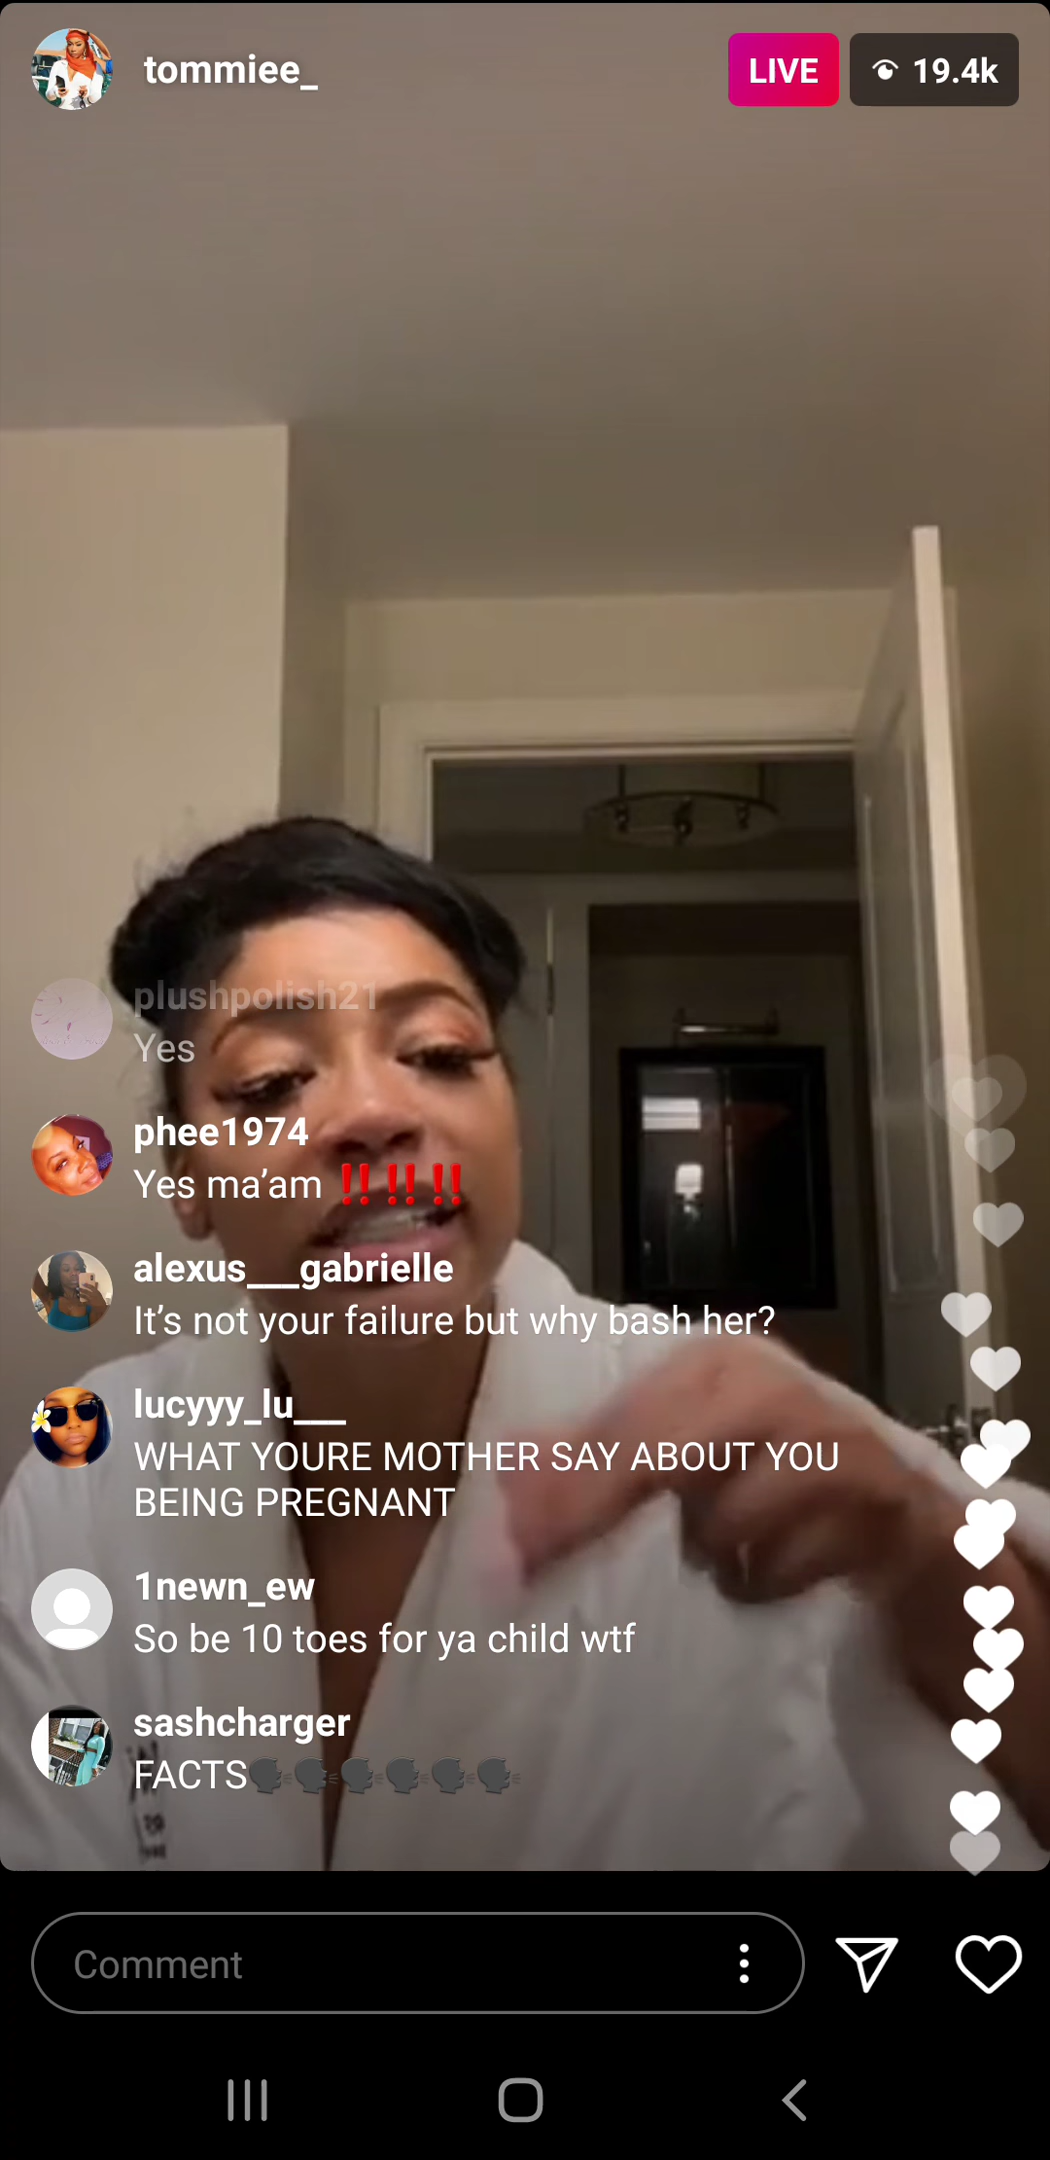 tommiee_
LIVE
19.4k
plushpolish21
Yes
phee1974
Yes ma’am ‼️‼️‼️
alexus___gabrielle
It’s not your failure but why bash her?
lucyyy_lu___
WHAT YOURE MOTHER SAY ABOUT YOU
BEING PREGNANT
1newn_ew
So be 10 toes for ya child wtf
sashcharger
FACTS🗣🗣🗣🗣🗣🗣
Comment